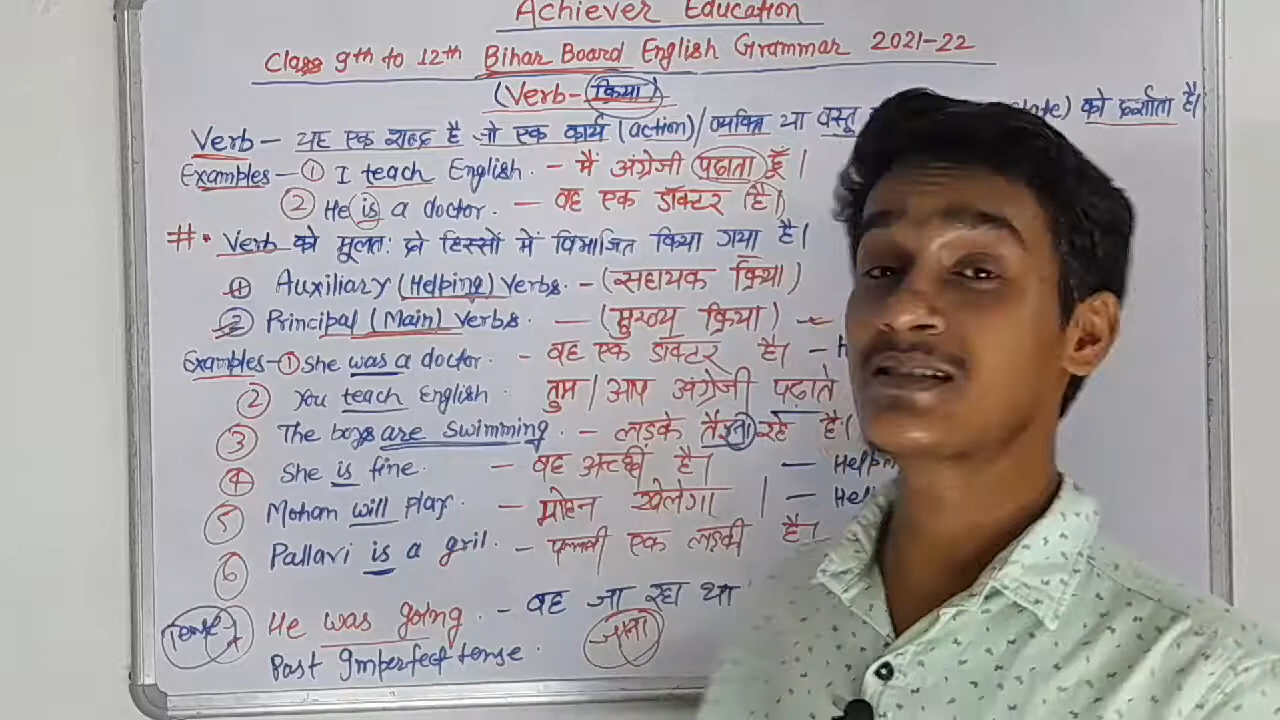 Achiever Education
Class 9th to 12th Bihar Board English Grammar 2021-22
(Verb-क्रिया)
Verb – यह एक शब्द है जो एक कार्य (action)/व्यक्ति या वस्तु को दर्शाता है।
Examples – ① I teach English. – मैं अंग्रेजी पढ़ाता हूँ।
② He is a doctor. – वह एक डॉक्टर है।
# • Verb को मूलतः दो हिस्सों में विभाजित किया गया है।
① Auxiliary (Helping) Verbs. – (सहायक क्रिया)
② Principal (Main) Verbs. – (मुख्य क्रिया)
Examples – ① She was a doctor. – वह एक डॉक्टर है। –
② You teach English. तुम/आप अंग्रेजी पढ़ाते
③ The boys are swimming. – लड़के तैरना रहे है।
④ She is fine. – वह अच्छी है। –
⑤ Moham will play. – मोहन खेलेगा। –
⑥ Pallavi is a gril. – पल्लवी एक लड़की है।
Tense He was going. – वह जा रहा था
Past Imperfect tense. जाना